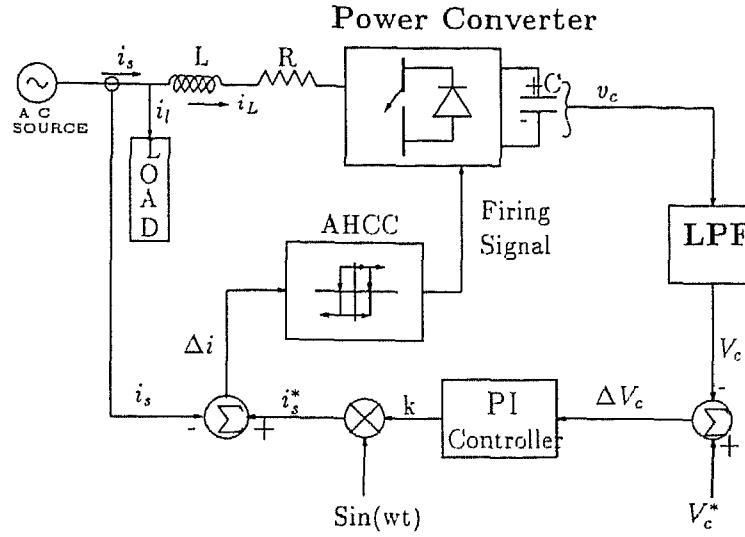 Power Converter
i_s
L
R
A C
SOURCE
i_l
i_L
+ C
-
v_c
L
O
A
D
AHCC
Firing
Signal
LPF
Δi
V_c
-
i_s
-
Σ
+
i_s^*
k
PI
Controller
ΔV_c
Σ
+
Sin(wt)
V_c^*